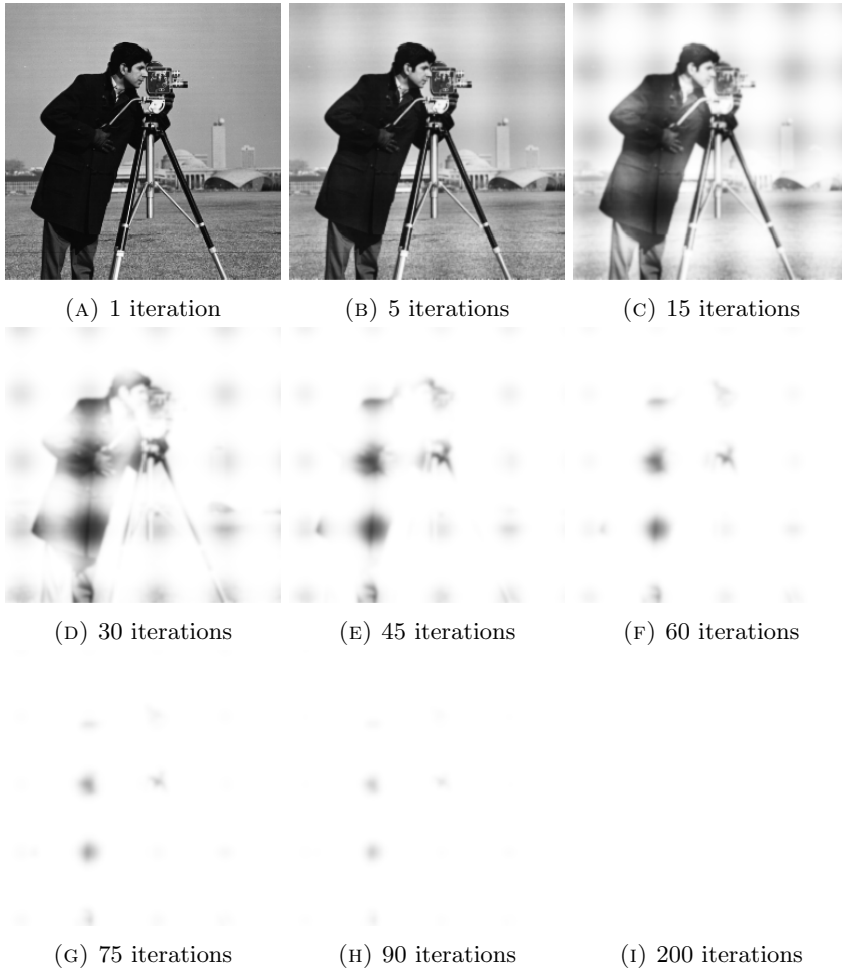 (A) 1 iteration
(B) 5 iterations
(C) 15 iterations
(D) 30 iterations
(E) 45 iterations
(F) 60 iterations
(G) 75 iterations
(H) 90 iterations
(I) 200 iterations